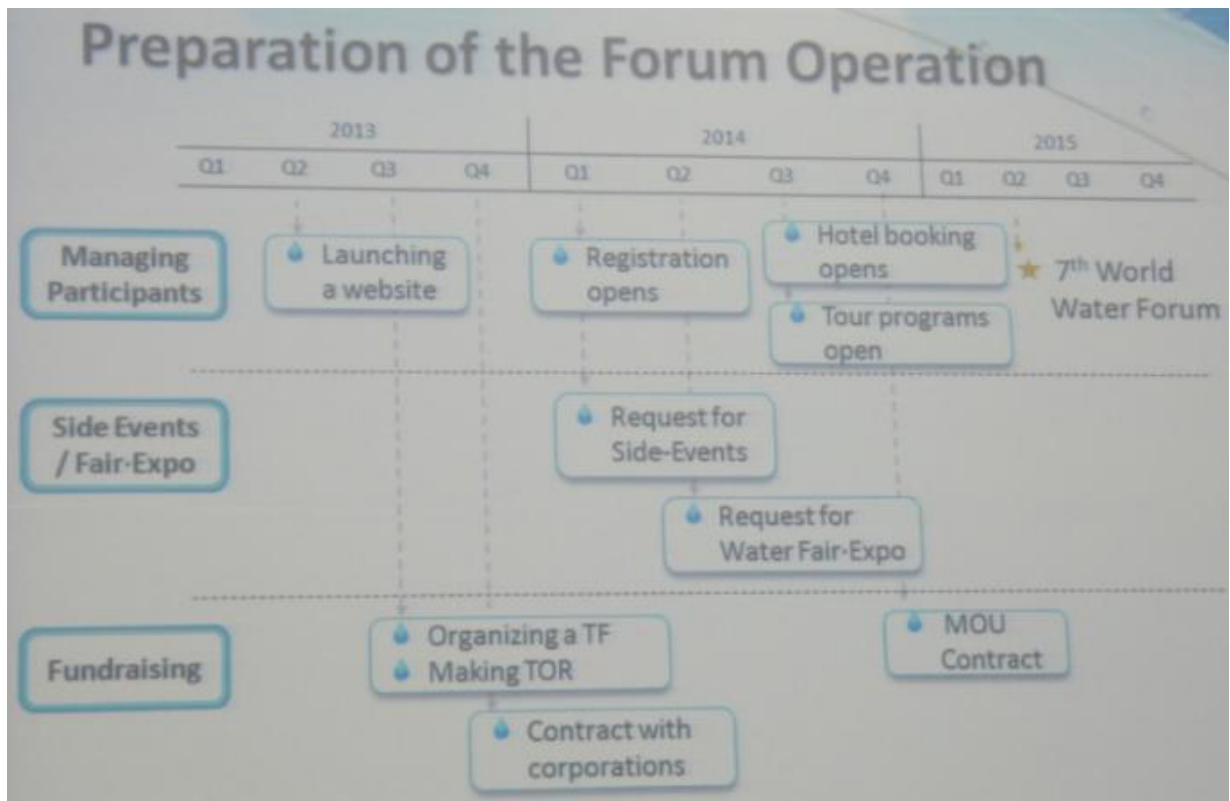 Preparation of the Forum Operation
2013 2014 2015
Q1 Q2 Q3 Q4 Q1 Q2 Q3 Q4 Q1 Q2 Q3 Q4
Managing
Participants
Launching
a website
Registration
opens
Hotel booking
opens
Tour programs
open
7th World
Water Forum
Side Events
/ Fair·Expo
Request for
Side-Events
Request for
Water Fair·Expo
Fundraising
Organizing a TF
Making TOR
Contract with
corporations
MOU
Contract